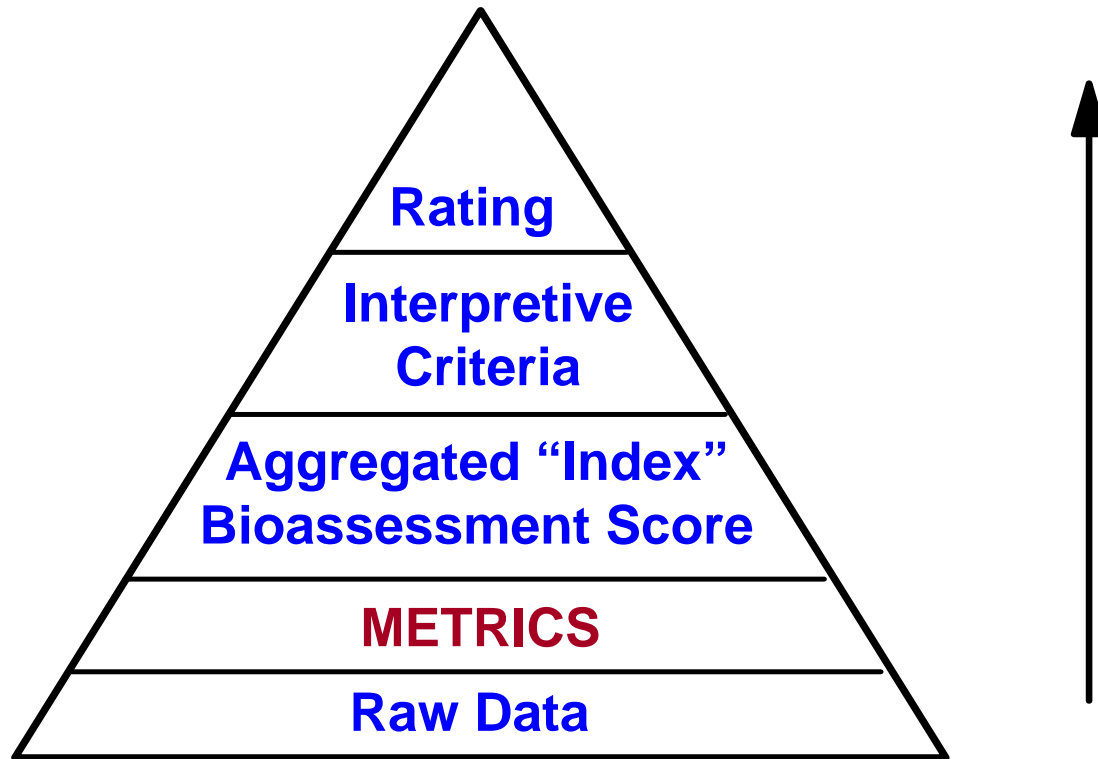 Rating
Interpretive
Criteria
Aggregated “Index”
Bioassessment Score
METRICS
Raw Data